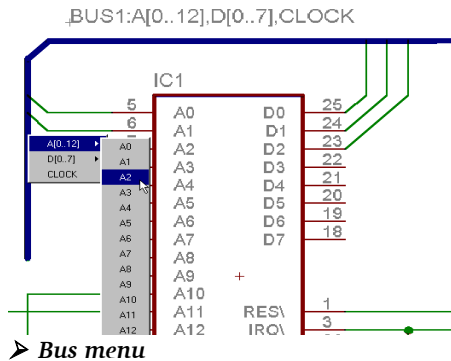 BUS1:A[0..12],D[0..7],CLOCK
IC1
5 A0 D0 25
6 A1 D1 24
A2 D2 23
A3 D3 22
A4 D4 21
A5 D5 20
A6 D6 19
A7 D7 18
A8
A9
A10
A11 RES\ 1
A12 IRQ\ 3
A[0..12]
D[0..7]
CLOCK
A0
A1
A2
A3
A4
A5
A6
A7
A8
A9
A10
A11
A12
➢ Bus menu